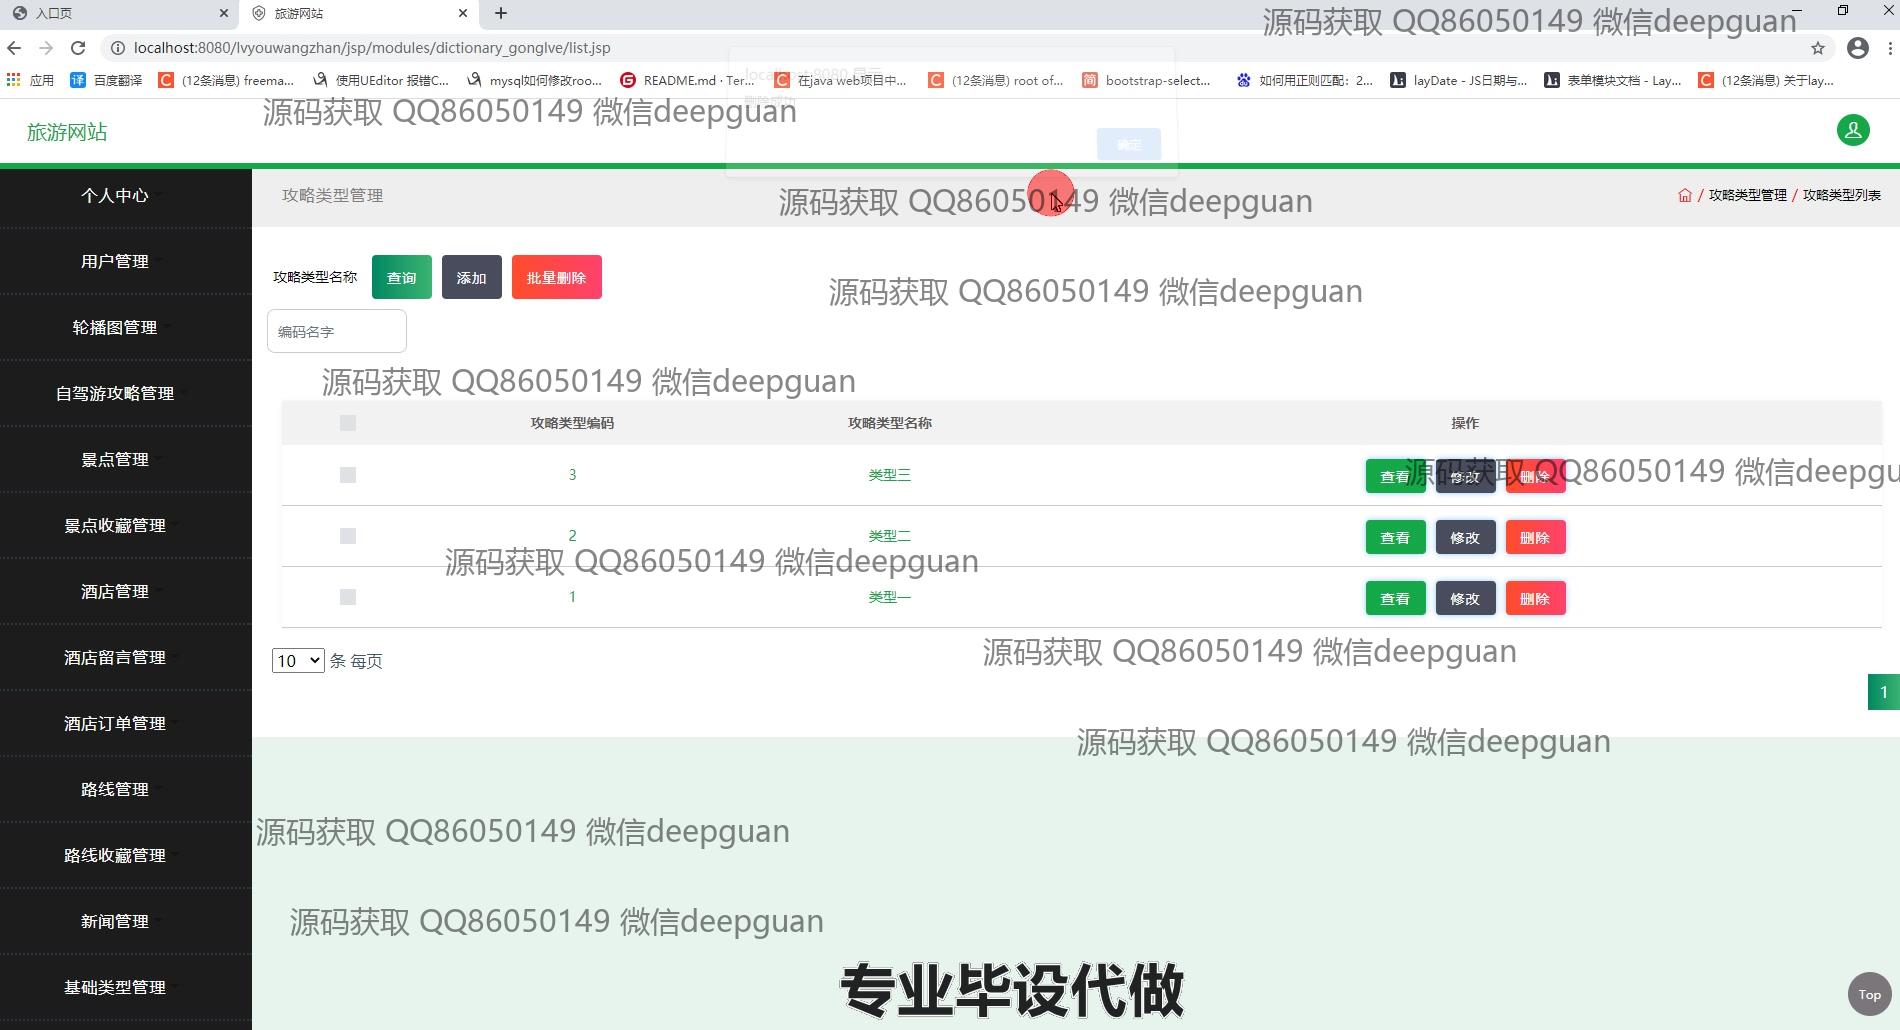 入口页
旅游网站
localhost:8080/lvyouwangzhan/jsp/modules/dictionary_gonglve/list.jsp
应用
百度翻译
(12条消息) freema...
使用UEditor 报错C...
mysql如何修改roo...
README.md · Ter...
在java web项目中...
(12条消息) root of...
bootstrap-select...
如何用正则匹配：2...
layDate - JS日期与...
表单模块文档 - Lay...
(12条消息) 关于lay...
源码获取 QQ86050149 微信deepguan
源码获取 QQ86050149 微信deepguan
旅游网站
确定
个人中心
攻略类型管理
源码获取 QQ86050149 微信deepguan
/ 攻略类型管理 / 攻略类型列表
用户管理
攻略类型名称
查询
添加
批量删除
源码获取 QQ86050149 微信deepguan
轮播图管理
编码名字
自驾游攻略管理
源码获取 QQ86050149 微信deepguan
攻略类型编码
攻略类型名称
操作
景点管理
3
类型三
查看
修改
删除
源码获取 QQ86050149 微信deepgu
景点收藏管理
2
类型二
查看
修改
删除
源码获取 QQ86050149 微信deepguan
酒店管理
1
类型一
查看
修改
删除
酒店留言管理
10 条 每页
源码获取 QQ86050149 微信deepguan
1
酒店订单管理
源码获取 QQ86050149 微信deepguan
路线管理
源码获取 QQ86050149 微信deepguan
路线收藏管理
新闻管理
源码获取 QQ86050149 微信deepguan
基础类型管理
专业毕设代做
Top